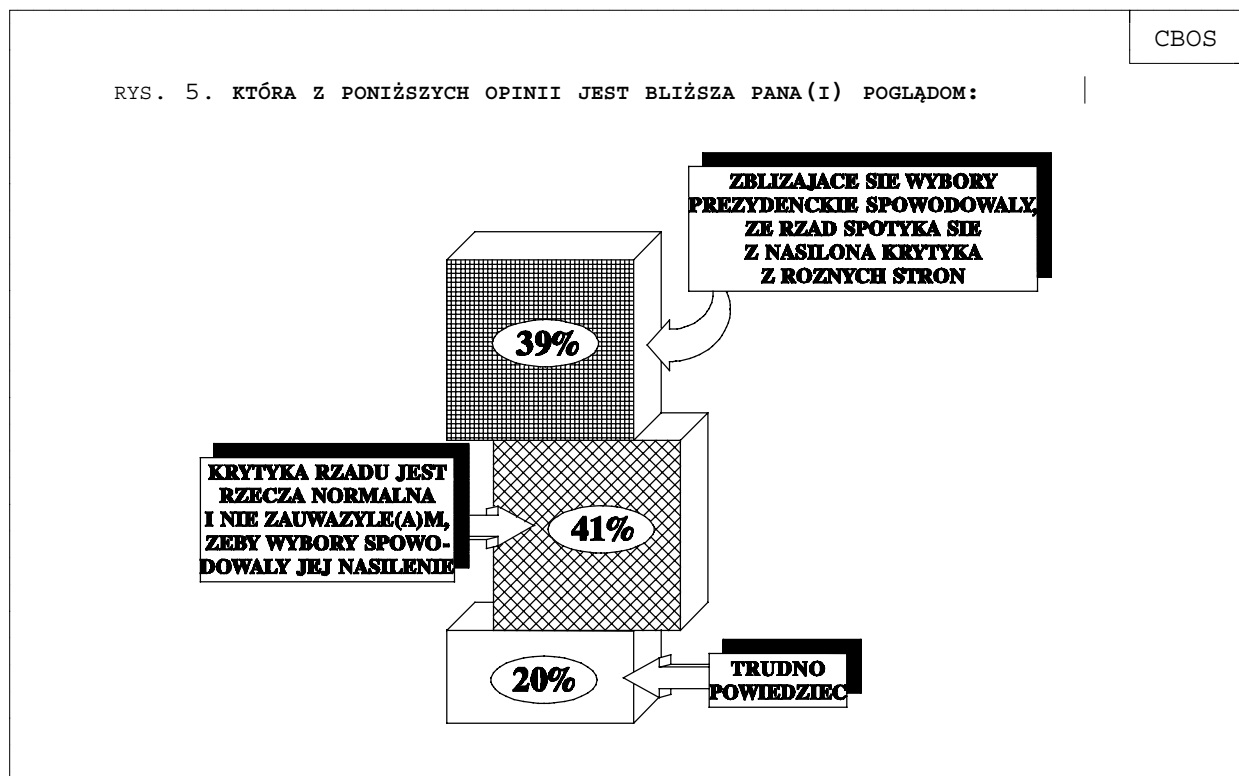 CBOS
RYS. 5. KTÓRA Z PONIŻSZYCH OPINII JEST BLIŻSZA PANA(I) POGLĄDOM:
ZBLIZAJACE SIE WYBORY
PREZYDENCKIE SPOWODOWALY,
ZE RZAD SPOTYKA SIE
Z NASILONA KRYTYKA
Z ROZNYCH STRON
39%
KRYTYKA RZADU JEST
RZECZA NORMALNA
I NIE ZAUWAZYLE(A)M,
ZEBY WYBORY SPOWO-
DOWALY JEJ NASILENIE
41%
20%
TRUDNO
POWIEDZIEC